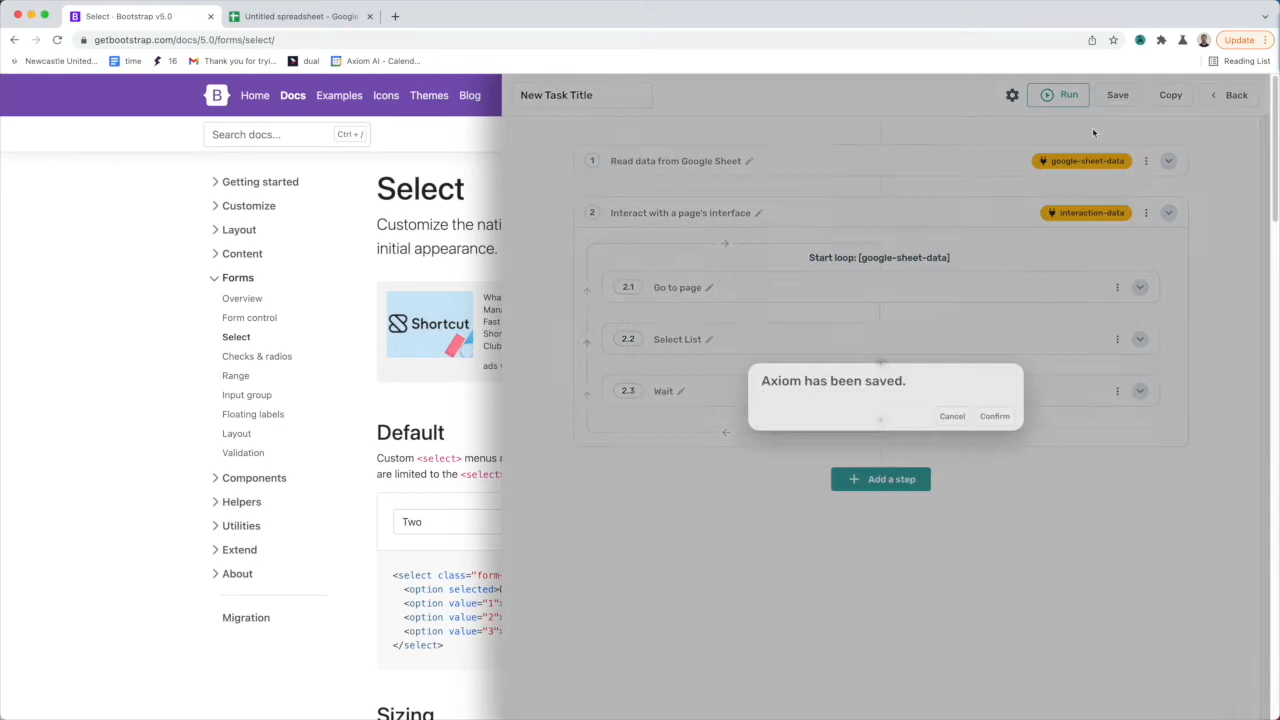 Select · Bootstrap v5.0
Untitled spreadsheet - Google
getbootstrap.com/docs/5.0/forms/select/
Update
Newcastle United...
time
16
Thank you for tryi...
dual
Axiom AI - Calend...
Reading List
B
Home
Docs
Examples
Icons
Themes
Blog
Search docs...
Ctrl + /
Getting started
Customize
Layout
Content
Forms
Overview
Form control
Select
Checks & radios
Range
Input group
Floating labels
Layout
Validation
Components
Helpers
Utilities
Extend
About
Migration
Select
Customize the nati
initial appearance.
Shortcut
Wha
Mana
Fast
Shor
Club
ads
Default
Custom <select> menus
are limited to the <select>
Two
<select class="form-
<option selected>
<option value="1">
<option value="2">
<option value="3">
</select>
Sizing
New Task Title
Run
Save
Copy
Back
1
Read data from Google Sheet
google-sheet-data
2
Interact with a page's interface
interaction-data
Start loop: [google-sheet-data]
2.1
Go to page
2.2
Select List
2.3
Wait
Axiom has been saved.
Cancel
Confirm
Add a step